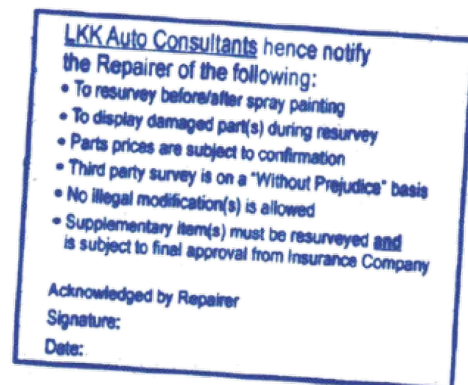 LKK Auto Consultants hence notify
the Repairer of the following:
• To resurvey before/after spray painting
• To display damaged part(s) during resurvey
• Parts prices are subject to confirmation
• Third party survey is on a "Without Prejudice" basis
• No illegal modification(s) is allowed
• Supplementary item(s) must be resurveyed and
is subject to final approval from Insurance Company
Acknowledged by Repairer
Signature:
Date: